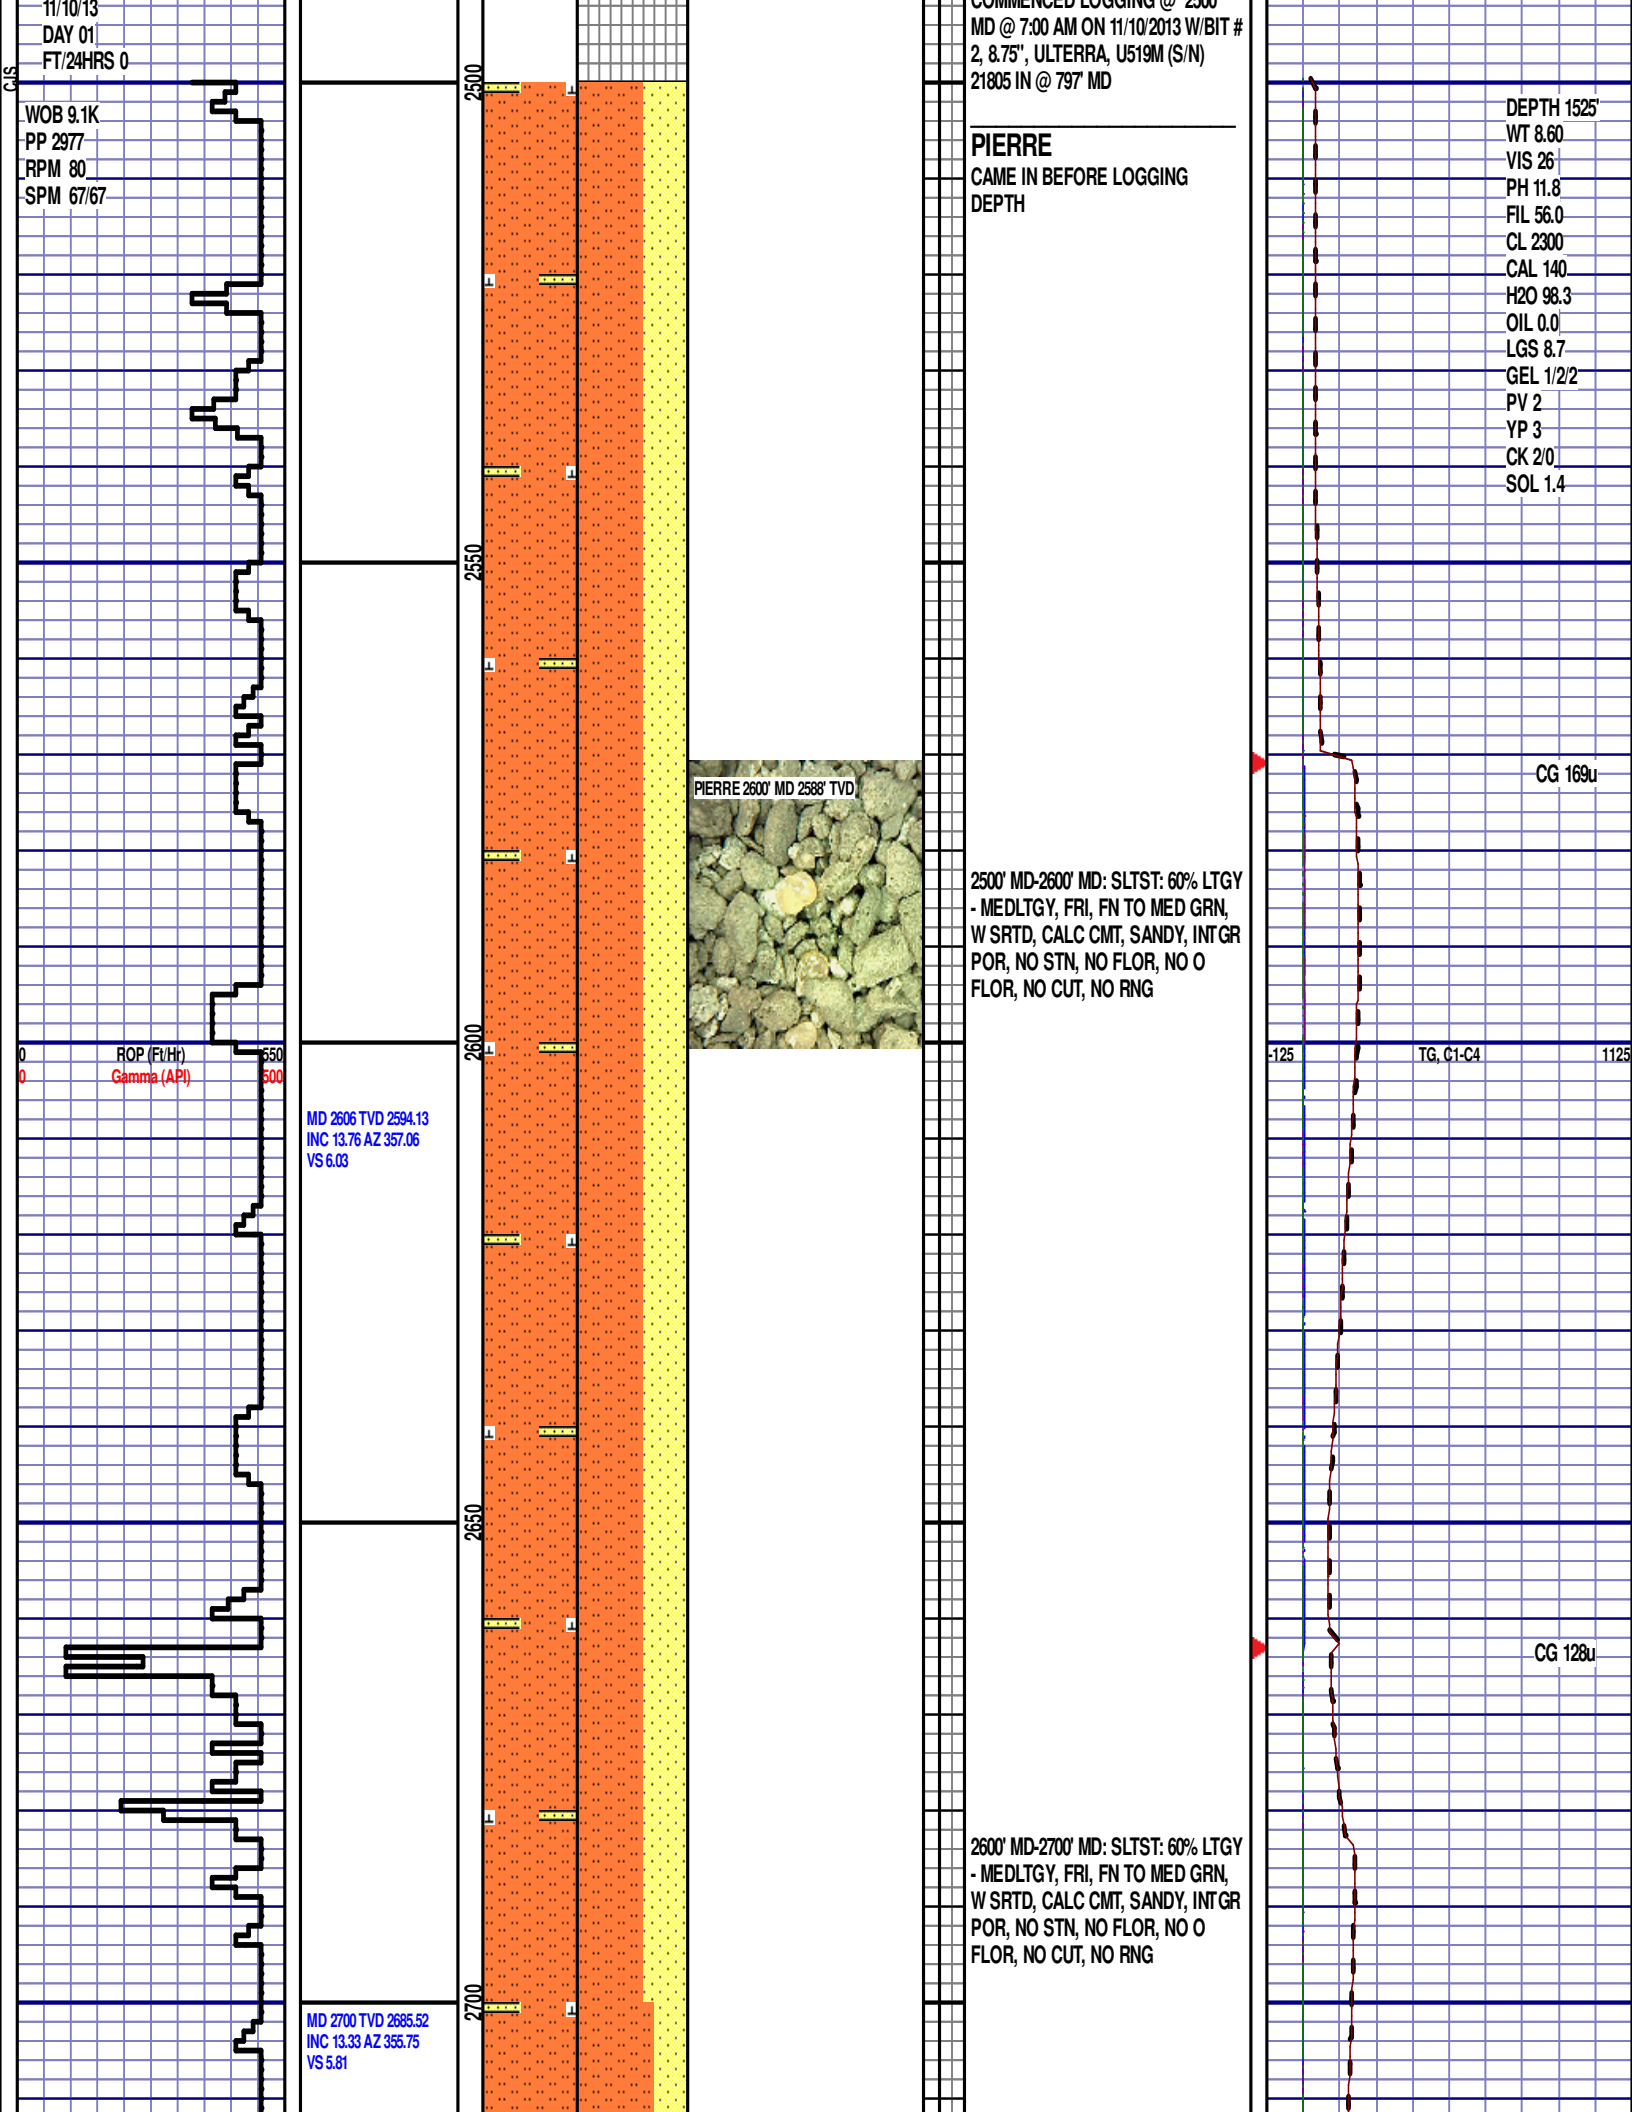 11/10/13
DAY 01
FT/24HRS 0
CJS
WOB 9.1K
PP 2977
RPM 80
SPM 67/67
2500
COMMENCED LOGGING @ 2500'
MD @ 7:00 AM ON 11/10/2013 W/BIT #
2, 8.75", ULTERRA, U519M (S/N)
21805 IN @ 797' MD
PIERRE
CAME IN BEFORE LOGGING
DEPTH
DEPTH 1525'
WT 8.60
VIS 26
PH 11.8
FIL 56.0
CL 2300
CAL 140
H2O 98.3
OIL 0.0
LGS 8.7
GEL 1/2/2
PV 2
YP 3
CK 2/0
SOL 1.4
2550
PIERRE 2600' MD 2588' TVD
CG 169u
2500' MD-2600' MD: SLTST: 60% LTGY
- MEDLTGY, FRI, FN TO MED GRN,
W SRTD, CALC CMT, SANDY, INTGR
POR, NO STN, NO FLOR, NO O
FLOR, NO CUT, NO RNG
2600
0 ROP (Ft/Hr) 550
0 Gamma (API) 500
-125 TG, C1-C4 1125
MD 2606 TVD 2594.13
INC 13.76 AZ 357.06
VS 6.03
2650
CG 128u
2600' MD-2700' MD: SLTST: 60% LTGY
- MEDLTGY, FRI, FN TO MED GRN,
W SRTD, CALC CMT, SANDY, INTGR
POR, NO STN, NO FLOR, NO O
FLOR, NO CUT, NO RNG
2700
MD 2700 TVD 2685.52
INC 13.33 AZ 355.75
VS 5.81